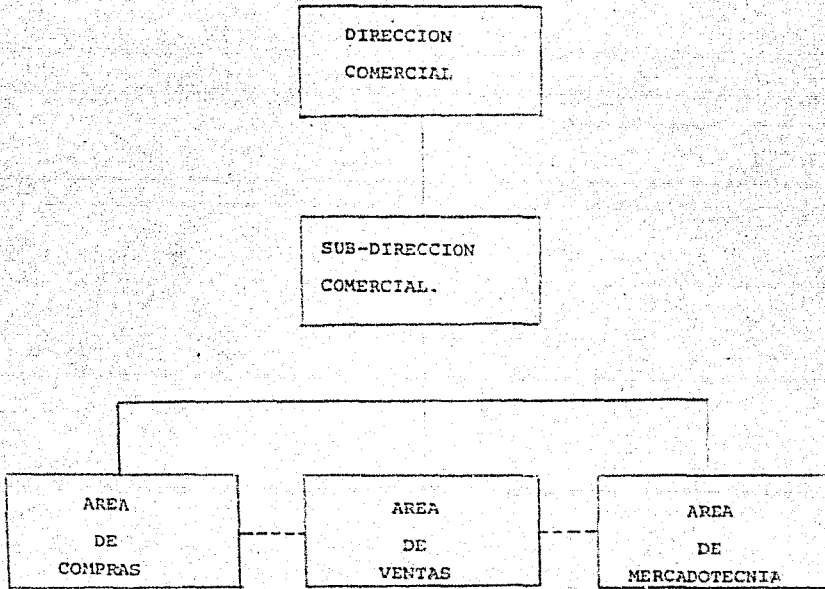 DIRECCION
COMERCIAL
SUB-DIRECCION
COMERCIAL.
AREA
DE
COMPRAS
AREA
DE
VENTAS
AREA
DE
MERCADOTECNIA